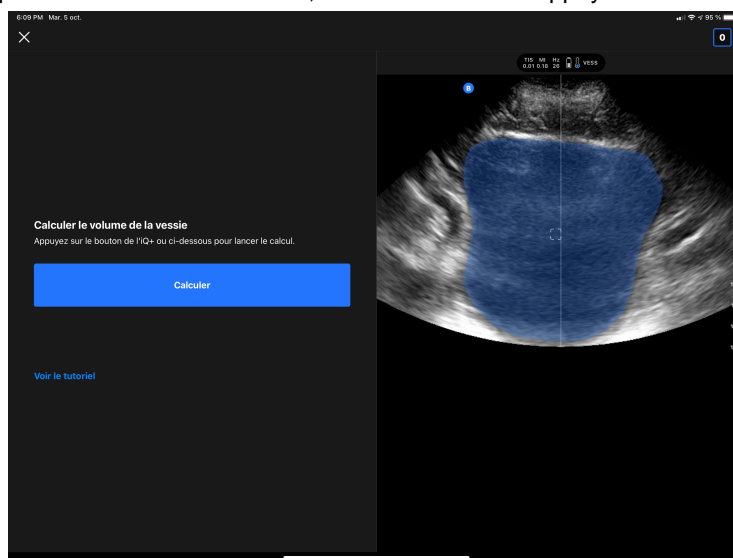 6:09 PM Mar. 5 oct.
95 %
0
TIS MI Hz
0.01 0.18 26
VESS
B
Calculer le volume de la vessie
Appuyez sur le bouton de l'iQ+ ou ci-dessous pour lancer le calcul.
Calculer
Voir le tutoriel